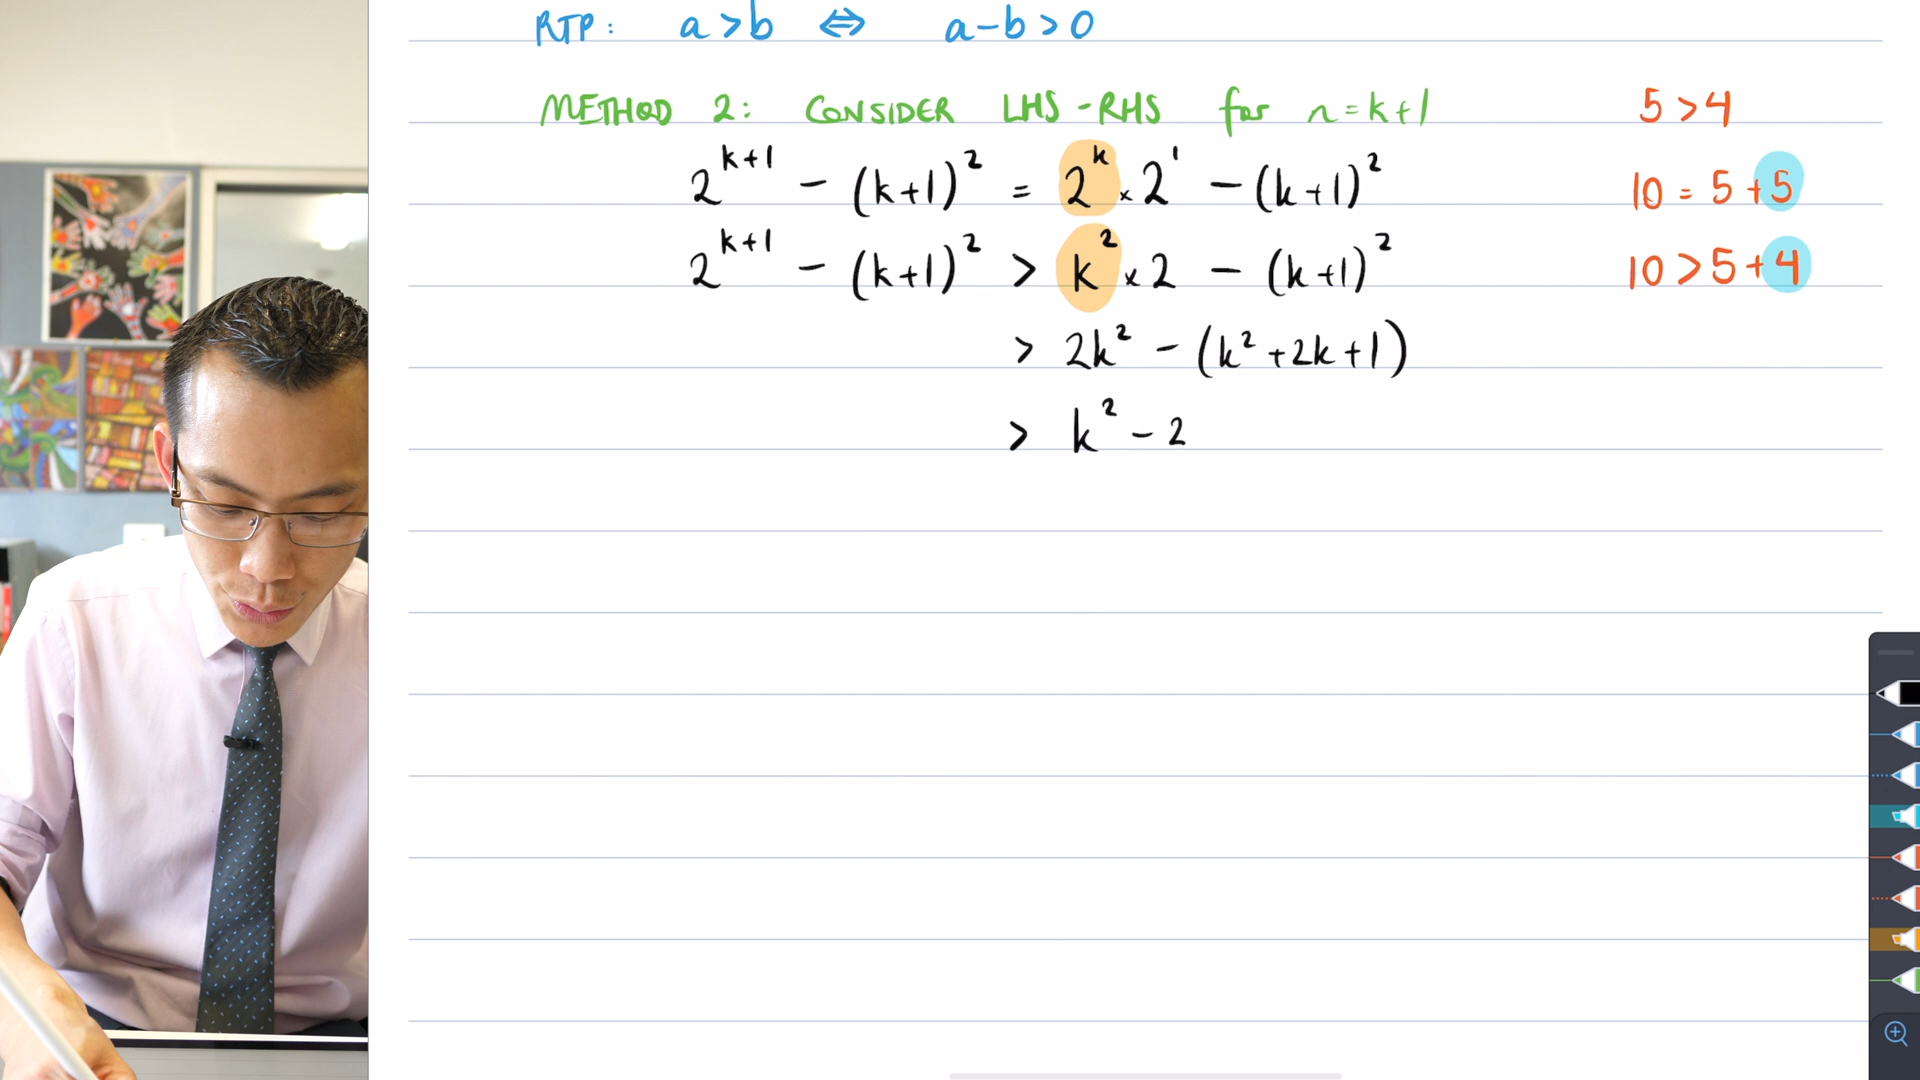 RTP: a > b ⇔ a - b > 0
METHOD 2: CONSIDER LHS - RHS for n = k + 1
2^{k+1} - (k+1)^2 = 2^k × 2^1 - (k+1)^2
2^{k+1} - (k+1)^2 > k^2 × 2 - (k+1)^2
> 2k^2 - (k^2 + 2k + 1)
> k^2 - 2
5 > 4
10 = 5 + 5
10 > 5 + 4